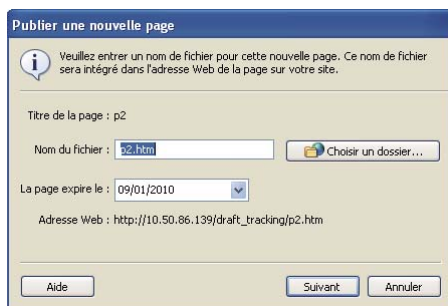 Publier une nouvelle page
Veuillez entrer un nom de fichier pour cette nouvelle page. Ce nom de fichier
sera intégré dans l'adresse Web de la page sur votre site.
Titre de la page : p2
Nom du fichier : p2.htm
Choisir un dossier...
La page expire le : 09/01/2010
Adresse Web : http://10.50.86.139/draft_tracking/p2.htm
Aide
Suivant
Annuler